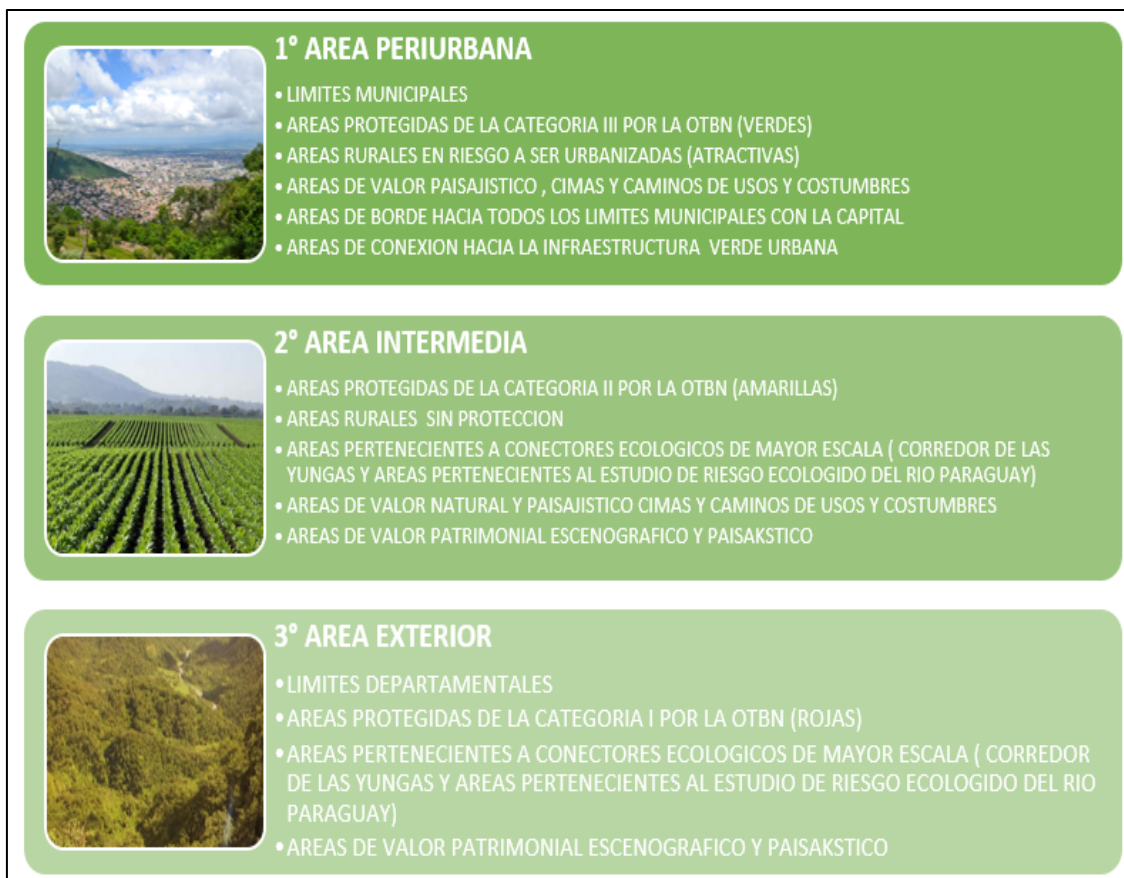 1° AREA PERIURBANA
• LIMITES MUNICIPALES
• AREAS PROTEGIDAS DE LA CATEGORIA III POR LA OTBN (VERDES)
• AREAS RURALES EN RIESGO A SER URBANIZADAS (ATRACTIVAS)
• AREAS DE VALOR PAISAJISTICO , CIMAS Y CAMINOS DE USOS Y COSTUMBRES
• AREAS DE BORDE HACIA TODOS LOS LIMITES MUNICIPALES CON LA CAPITAL
• AREAS DE CONEXION HACIA LA INFRAESTRUCTURA VERDE URBANA
2° AREA INTERMEDIA
• AREAS PROTEGIDAS DE LA CATEGORIA II POR LA OTBN (AMARILLAS)
• AREAS RURALES SIN PROTECCION
• AREAS PERTENECIENTES A CONECTORES ECOLOGICOS DE MAYOR ESCALA ( CORREDOR DE LAS
YUNGAS Y AREAS PERTENECIENTES AL ESTUDIO DE RIESGO ECOLOGIDO DEL RIO PARAGUAY)
• AREAS DE VALOR NATURAL Y PAISAJISTICO CIMAS Y CAMINOS DE USOS Y COSTUMBRES
• AREAS DE VALOR PATRIMONIAL ESCENOGRAFICO Y PAISAKSTICO
3° AREA EXTERIOR
• LIMITES DEPARTAMENTALES
• AREAS PROTEGIDAS DE LA CATEGORIA I POR LA OTBN (ROJAS)
• AREAS PERTENECIENTES A CONECTORES ECOLOGICOS DE MAYOR ESCALA ( CORREDOR
DE LAS YUNGAS Y AREAS PERTENECIENTES AL ESTUDIO DE RIESGO ECOLOGIDO DEL RIO
PARAGUAY)
• AREAS DE VALOR PATRIMONIAL ESCENOGRAFICO Y PAISAKSTICO